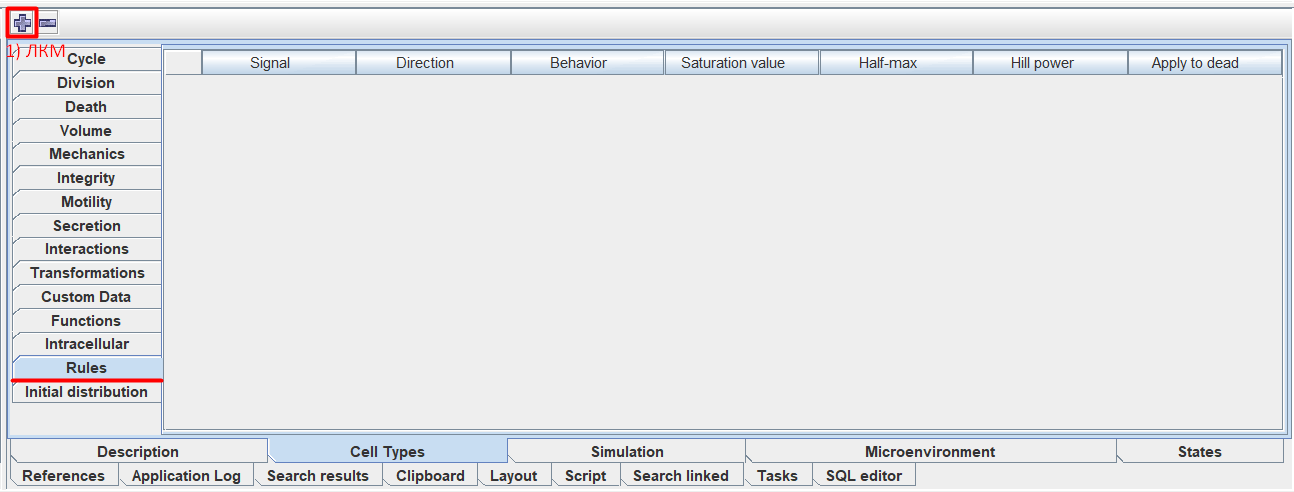 1) ЛКМ
Cycle
Signal Direction Behavior Saturation value Half-max Hill power Apply to dead
Division
Death
Volume
Mechanics
Integrity
Motility
Secretion
Interactions
Transformations
Custom Data
Functions
Intracellular
Rules
Initial distribution
Description Cell Types Simulation Microenvironment States
References Application Log Search results Clipboard Layout Script Search linked Tasks SQL editor